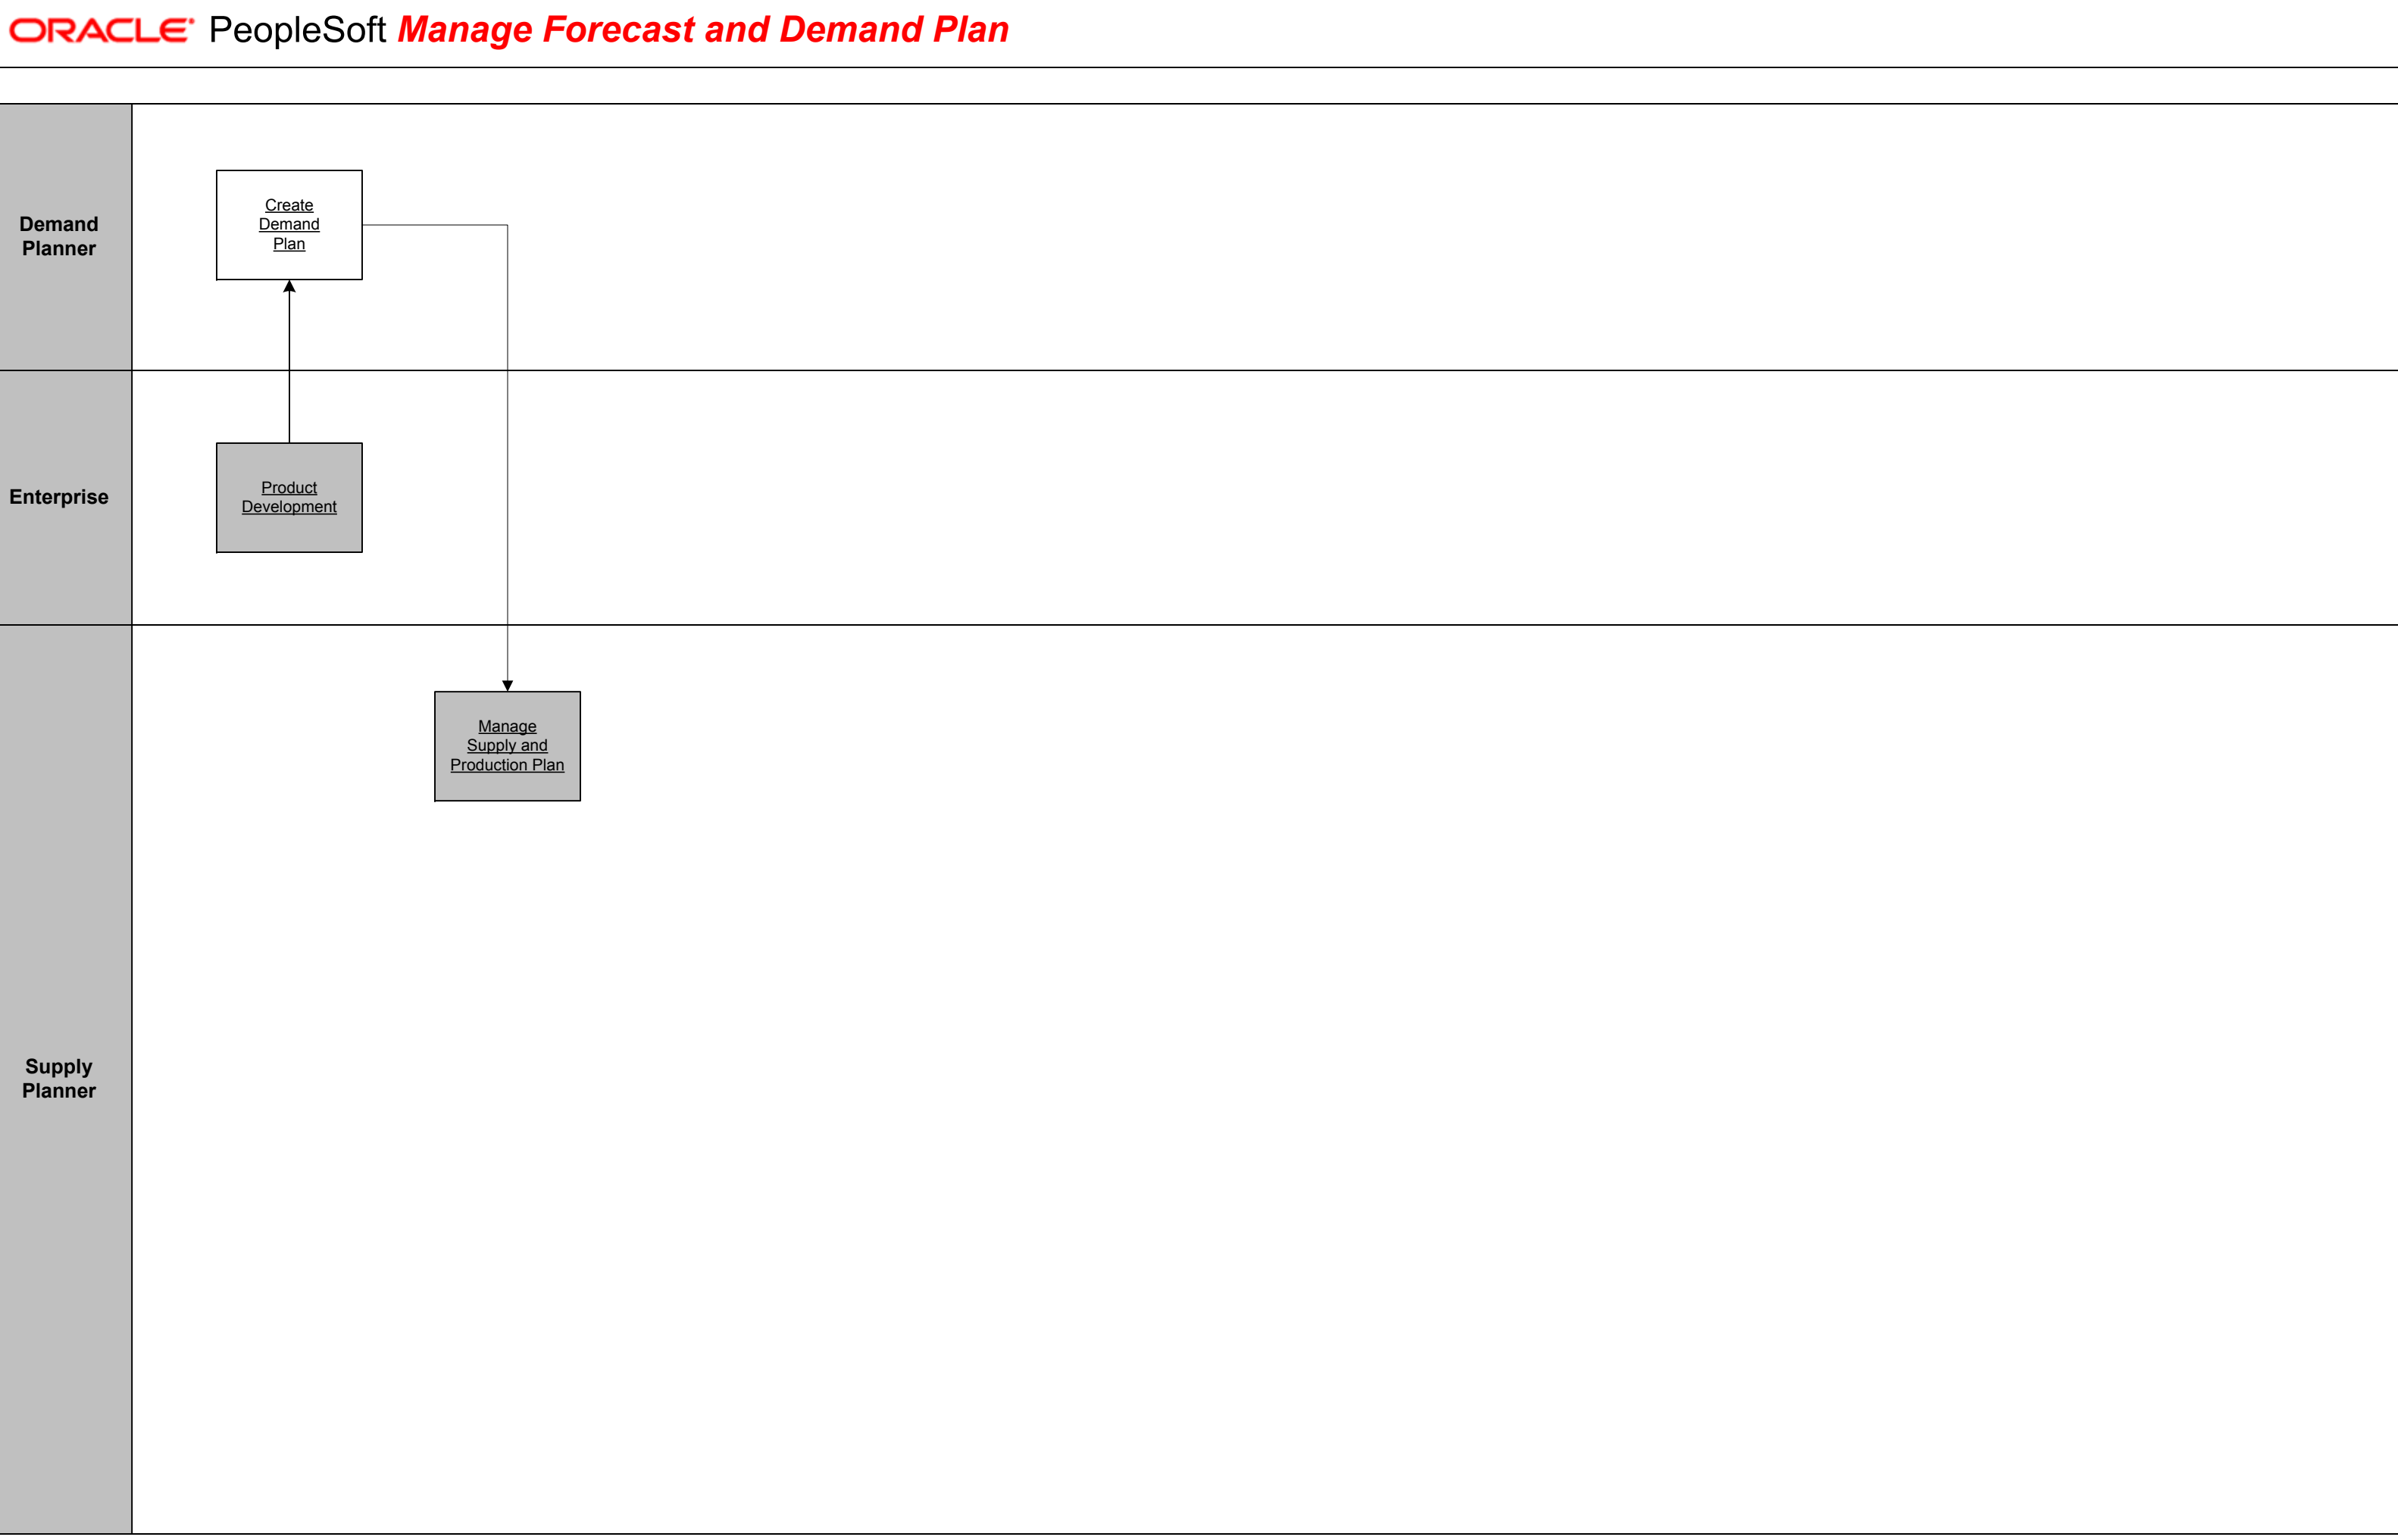 ORACLE PeopleSoft Manage Forecast and Demand Plan
Demand
Planner
Create
Demand
Plan
Enterprise
Product
Development
Manage
Supply and
Production Plan
Supply
Planner